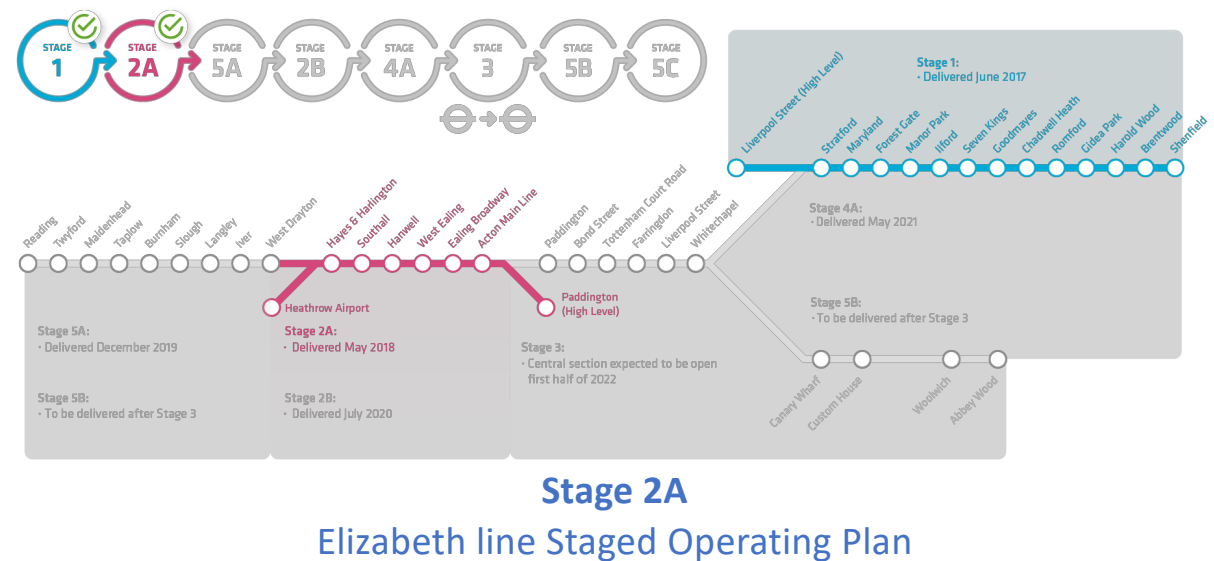 STAGE
1
STAGE
2A
STAGE
5A
STAGE
2B
STAGE
4A
STAGE
3
STAGE
5B
STAGE
5C
Stage 1:
· Delivered June 2017
Liverpool Street (High Level)
Stratford
Maryland
Forest Gate
Manor Park
Ilford
Seven Kings
Goodmayes
Chadwell Heath
Romford
Gidea Park
Harold Wood
Brentwood
Shenfield
Reading
Twyford
Maidenhead
Taplow
Burnham
Slough
Langley
Iver
West Drayton
Hayes & Harlington
Southall
Hanwell
West Ealing
Ealing Broadway
Acton Main Line
Paddington
Bond Street
Tottenham Court Road
Farringdon
Liverpool Street
Whitechapel
Stage 4A:
· Delivered May 2021
Heathrow Airport
Paddington
(High Level)
Stage 5A:
· Delivered December 2019
Stage 5B:
· To be delivered after Stage 3
Stage 2A:
· Delivered May 2018
Stage 2B:
· Delivered July 2020
Stage 3:
· Central section expected to be open
first half of 2022
Stage 5B:
· To be delivered after Stage 3
Canary Wharf
Custom House
Woolwich
Abbey Wood
Stage 2A
Elizabeth line Staged Operating Plan